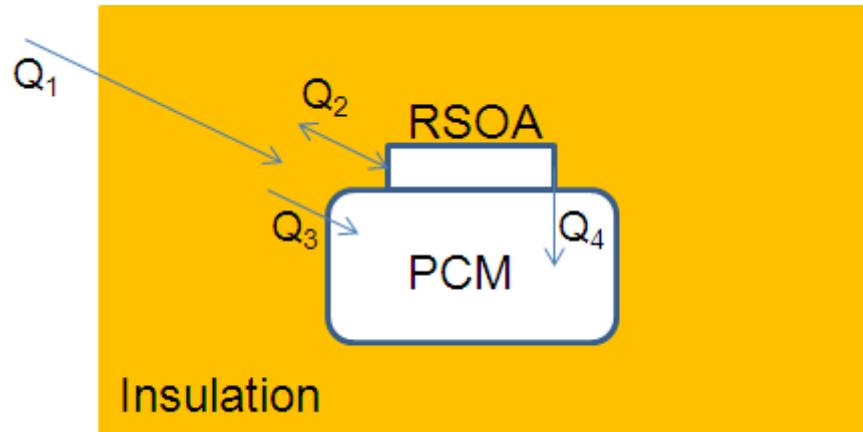 Q₁
Q₂
RSOA
Q₃
Q₄
PCM
Insulation